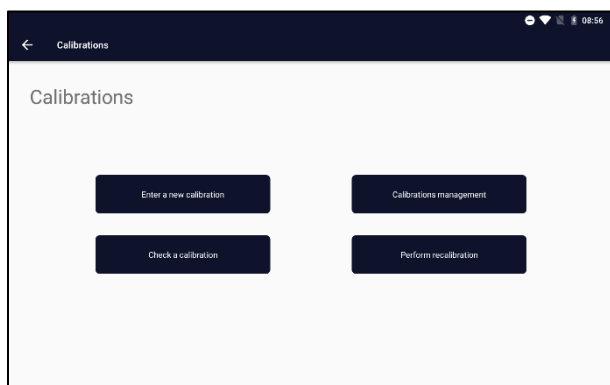 08:56
Calibrations
Calibrations
Enter a new calibration
Calibrations management
Check a calibration
Perform recalibration